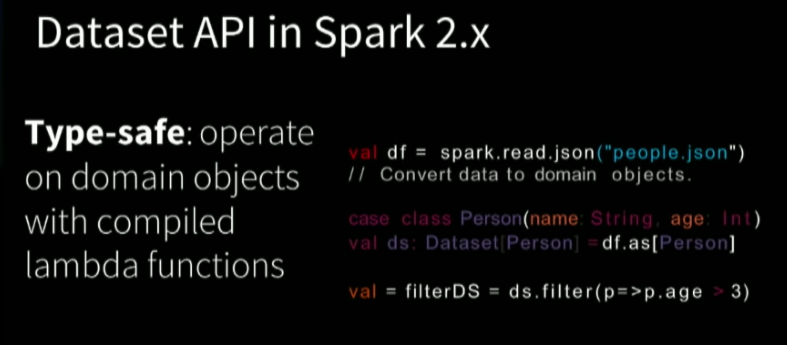 Dataset API in Spark 2.x
Type-safe: operate
on domain objects
with compiled
lambda functions
val df = spark.read.json("people.json")
// Convert data to domain objects.
case class Person(name: String, age: Int)
val ds: Dataset[Person] = df.as[Person]
val = filterDS = ds.filter(p=>p.age > 3)